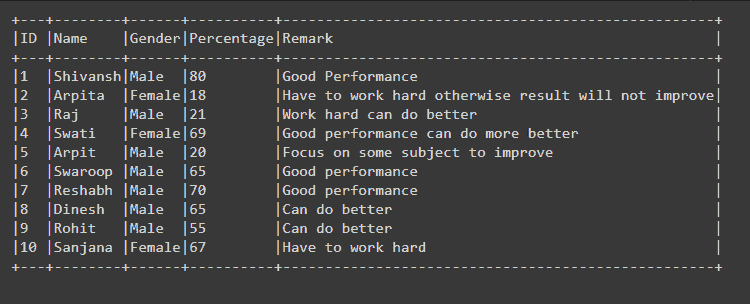 +---+--------+------+----------+-----------------------------------------------------+
|ID |Name    |Gender|Percentage|Remark                                               |
+---+--------+------+----------+-----------------------------------------------------+
|1  |Shivansh|Male  |80        |Good Performance                                     |
|2  |Arpita  |Female|18        |Have to work hard otherwise result will not improve|
|3  |Raj     |Male  |21        |Work hard can do better                              |
|4  |Swati   |Female|69        |Good performance can do more better                  |
|5  |Arpit   |Male  |20        |Focus on some subject to improve                     |
|6  |Swaroop |Male  |65        |Good performance                                     |
|7  |Reshabh |Male  |70        |Good performance                                     |
|8  |Dinesh  |Male  |65        |Can do better                                        |
|9  |Rohit   |Male  |55        |Can do better                                        |
|10 |Sanjana |Female|67        |Have to work hard                                    |
+---+--------+------+----------+-----------------------------------------------------+